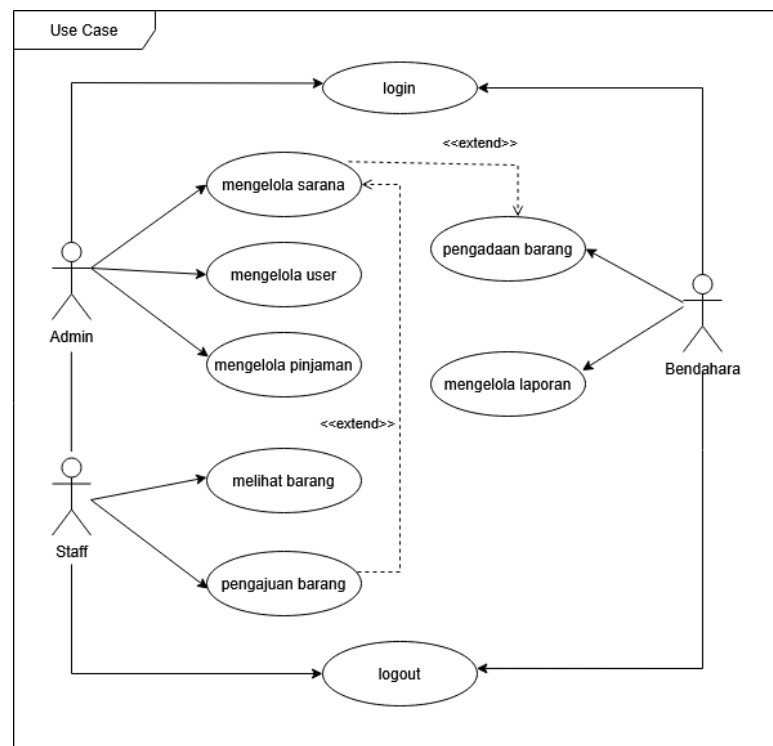 Use Case
login
<<extend>>
mengelola sarana
pengadaan barang
mengelola user
Admin
mengelola pinjaman
Bendahara
mengelola laporan
<<extend>>
melihat barang
Staff
pengajuan barang
logout